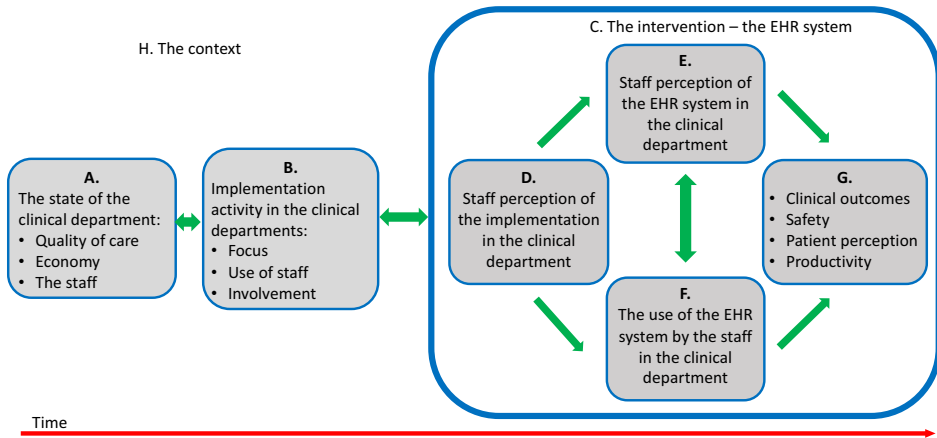 C. The intervention – the EHR system
H. The context
E.
Staff perception of
the EHR system in
the clinical
department
A.
The state of the
clinical department:
• Quality of care
• Economy
• The staff
B.
Implementation
activity in the clinical
departments:
• Focus
• Use of staff
• Involvement
D.
Staff perception of
the implementation
in the clinical
department
G.
• Clinical outcomes
• Safety
• Patient perception
• Productivity
F.
The use of the EHR
system by the staff
in the clinical
department
Time